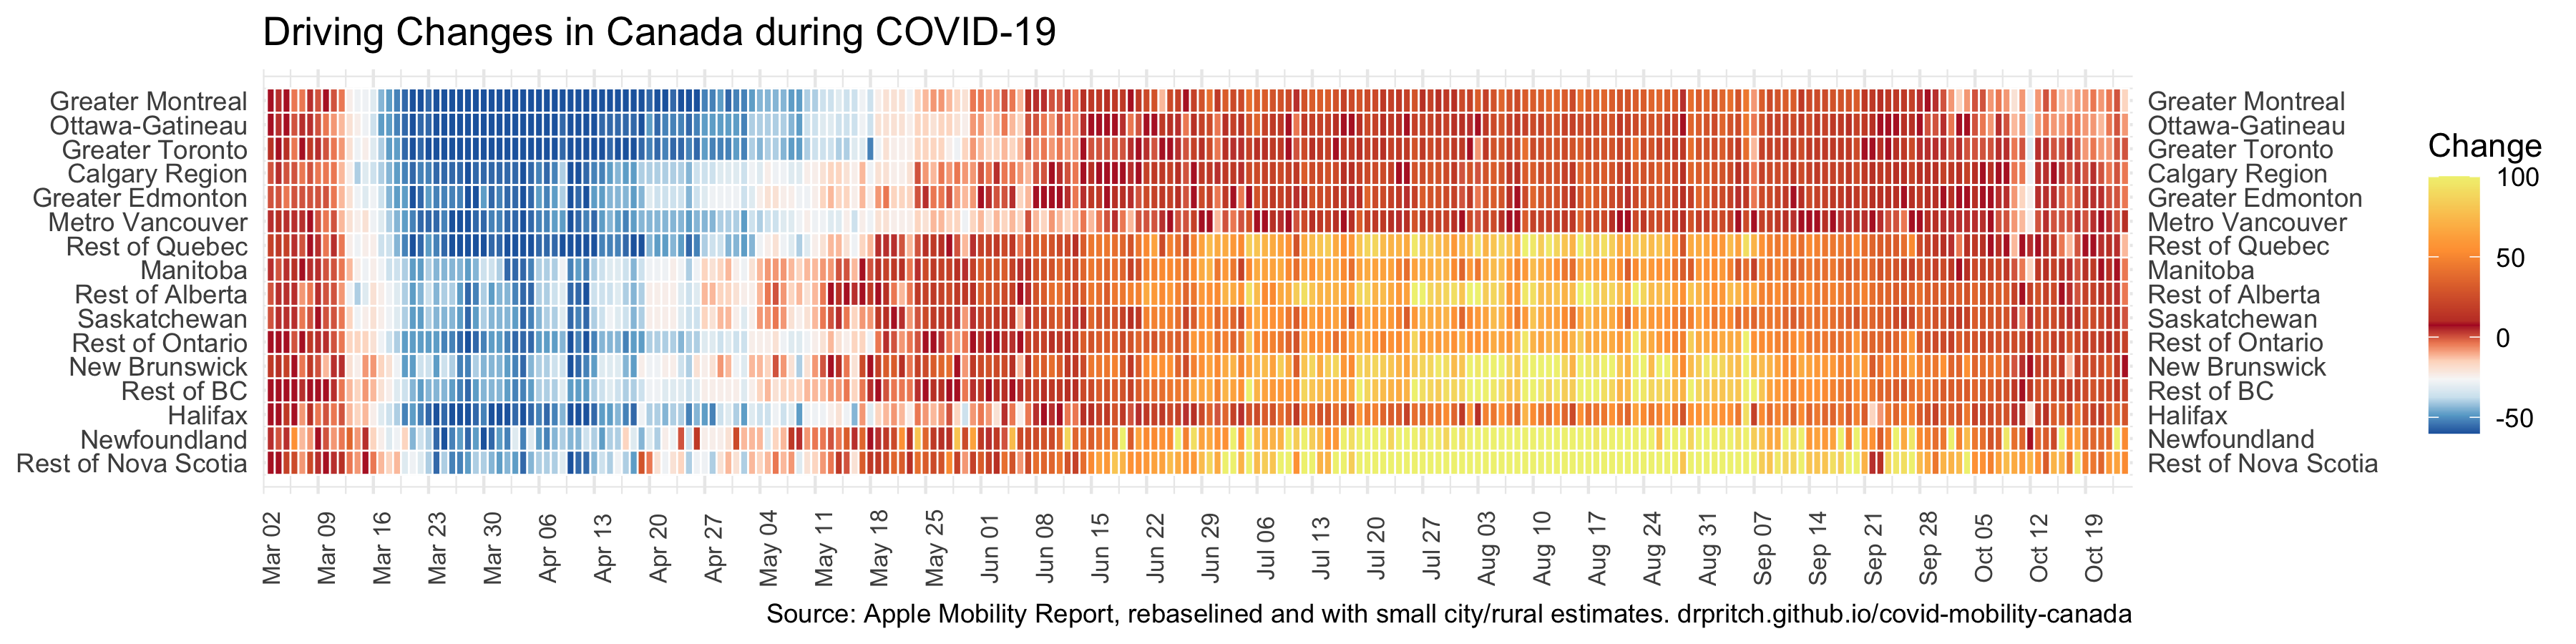 Driving Changes in Canada during COVID-19
Greater Montreal
Ottawa-Gatineau
Greater Toronto
Calgary Region
Greater Edmonton
Metro Vancouver
Rest of Quebec
Manitoba
Rest of Alberta
Saskatchewan
Rest of Ontario
New Brunswick
Rest of BC
Halifax
Newfoundland
Rest of Nova Scotia
Greater Montreal
Ottawa-Gatineau
Greater Toronto
Calgary Region
Greater Edmonton
Metro Vancouver
Rest of Quebec
Manitoba
Rest of Alberta
Saskatchewan
Rest of Ontario
New Brunswick
Rest of BC
Halifax
Newfoundland
Rest of Nova Scotia
Change
100
50
0
-50
Mar 02
Mar 09
Mar 16
Mar 23
Mar 30
Apr 06
Apr 13
Apr 20
Apr 27
May 04
May 11
May 18
May 25
Jun 01
Jun 08
Jun 15
Jun 22
Jun 29
Jul 06
Jul 13
Jul 20
Jul 27
Aug 03
Aug 10
Aug 17
Aug 24
Aug 31
Sep 07
Sep 14
Sep 21
Sep 28
Oct 05
Oct 12
Oct 19
Source: Apple Mobility Report, rebaselined and with small city/rural estimates. drpritch.github.io/covid-mobility-canada